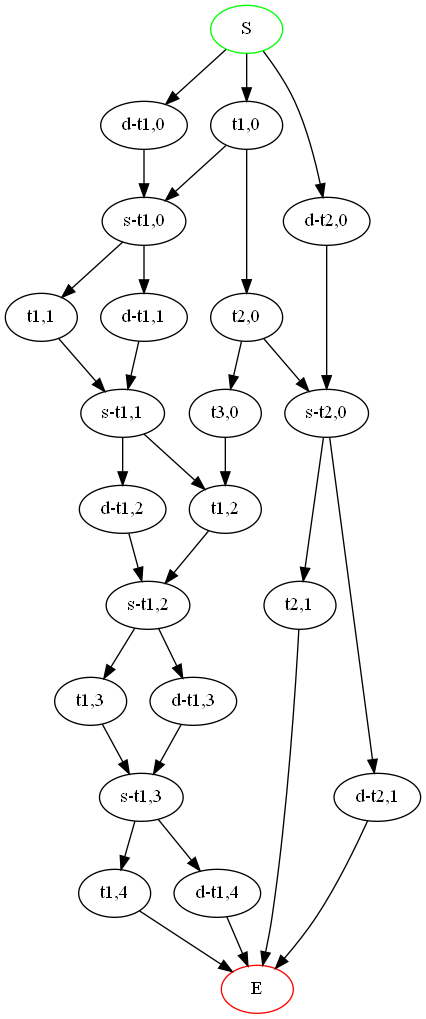 S
d-t1,0
t1,0
s-t1,0
d-t2,0
t1,1
d-t1,1
t2,0
s-t1,1
t3,0
s-t2,0
d-t1,2
t1,2
s-t1,2
t2,1
t1,3
d-t1,3
s-t1,3
d-t2,1
t1,4
d-t1,4
E